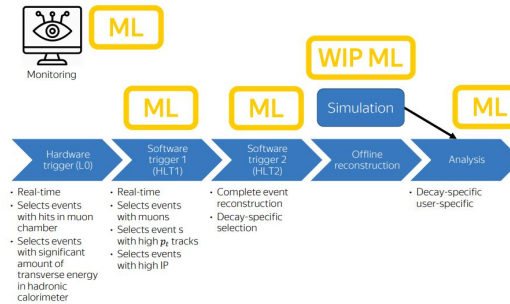 ML
Monitoring
WIP ML
ML
ML
Simulation
ML
Hardware
trigger (L0)
Software
trigger 1
(HLT1)
Software
trigger 2
(HLT2)
Offline
reconstruction
Analysis
• Real-time
• Selects events
with hits in muon
chamber
• Selects events
with significant
amount of
transverse energy
in hadronic
calorimeter
• Real-time
• Selects events
with muons
• Selects event s
with high pt tracks
• Selects events
with high IP
• Complete event
reconstruction
• Decay-specific
selection
• Decay-specific
user-specific